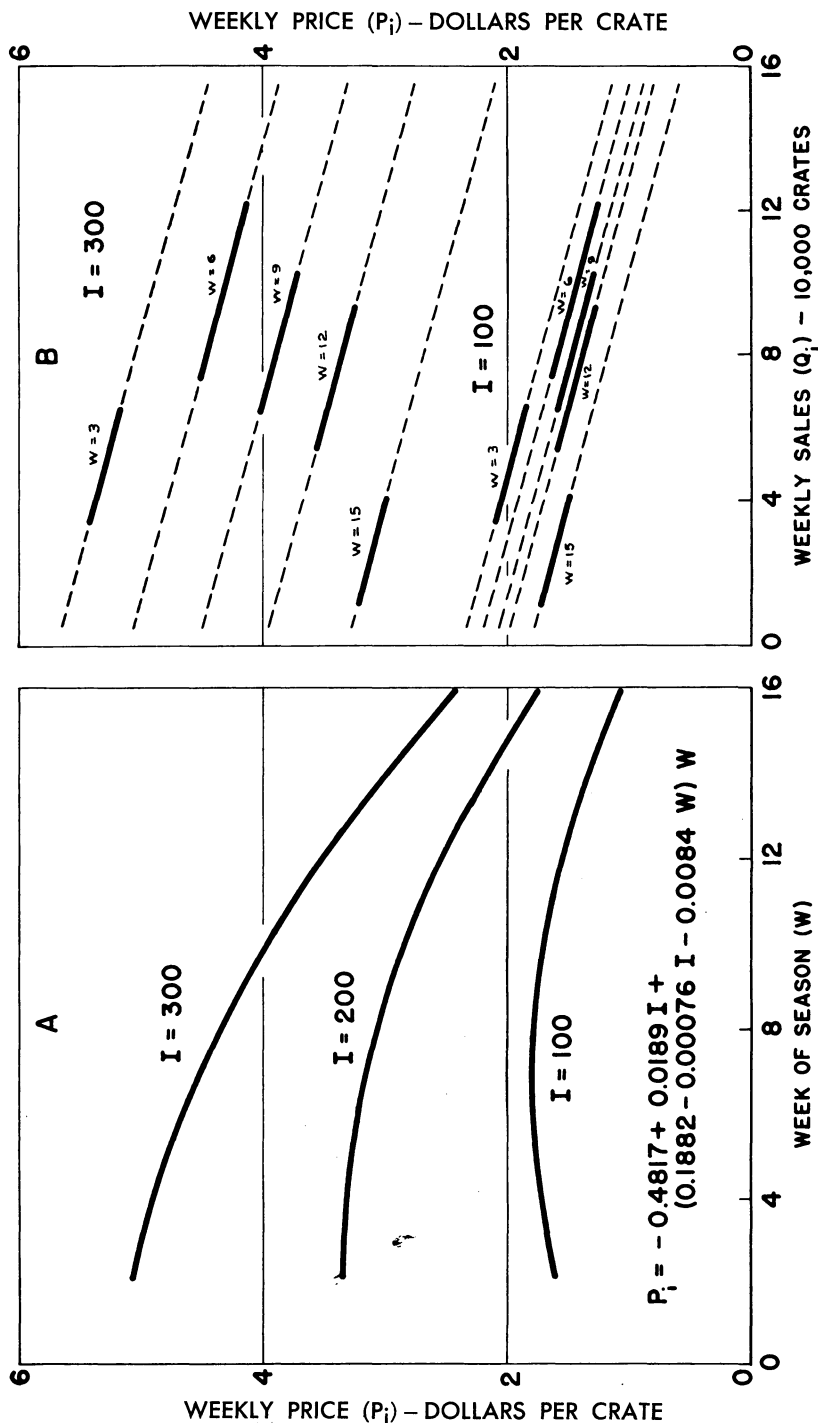 A
WEEKLY PRICE (Pi) – DOLLARS PER CRATE
6
4
2
0
I = 300
I = 200
I = 100
Pi = - 0.4817 + 0.0189 I +
(0.1882 - 0.00076 I - 0.0084 W) W
0
4
8
12
16
WEEK OF SEASON (W)
B
I = 300
W = 3
W = 6
W = 9
W = 12
W = 15
I = 100
W = 3
W = 6
W = 9
W = 12
W = 15
0
4
8
12
16
WEEKLY SALES (Qi) – 10,000 CRATES
6
4
2
0
WEEKLY PRICE (Pi) – DOLLARS PER CRATE